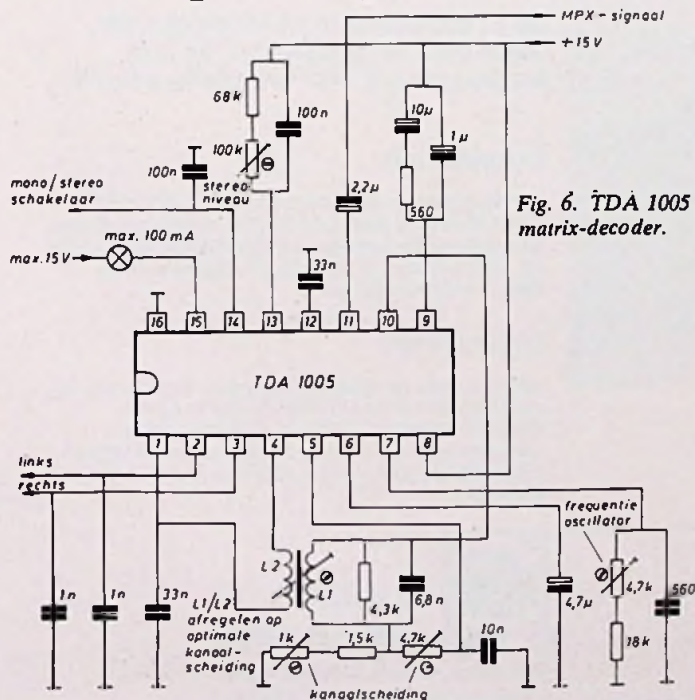 MPX-signaal
+15V
68k
100n
10µ
1µ
100k
stereo
niveau
100n
560
2,2µ
mono/stereo
schakelaar
max. 100 mA
max. 15V
33n
Fig. 6. TDA 1005
matrix-decoder.
16 15 14 13 12 11 10 9
TDA 1005
1 2 3 4 5 6 7 8
links
rechts
frequentie
oscillator
L2
L1
1n
1n
33n
4,3k
6,8n
4,7µ
4,7k
560
18k
L1/L2
afregelen op
optimale
kanaal-
scheiding
1k
1,5k
4,7k
10n
kanaalscheiding